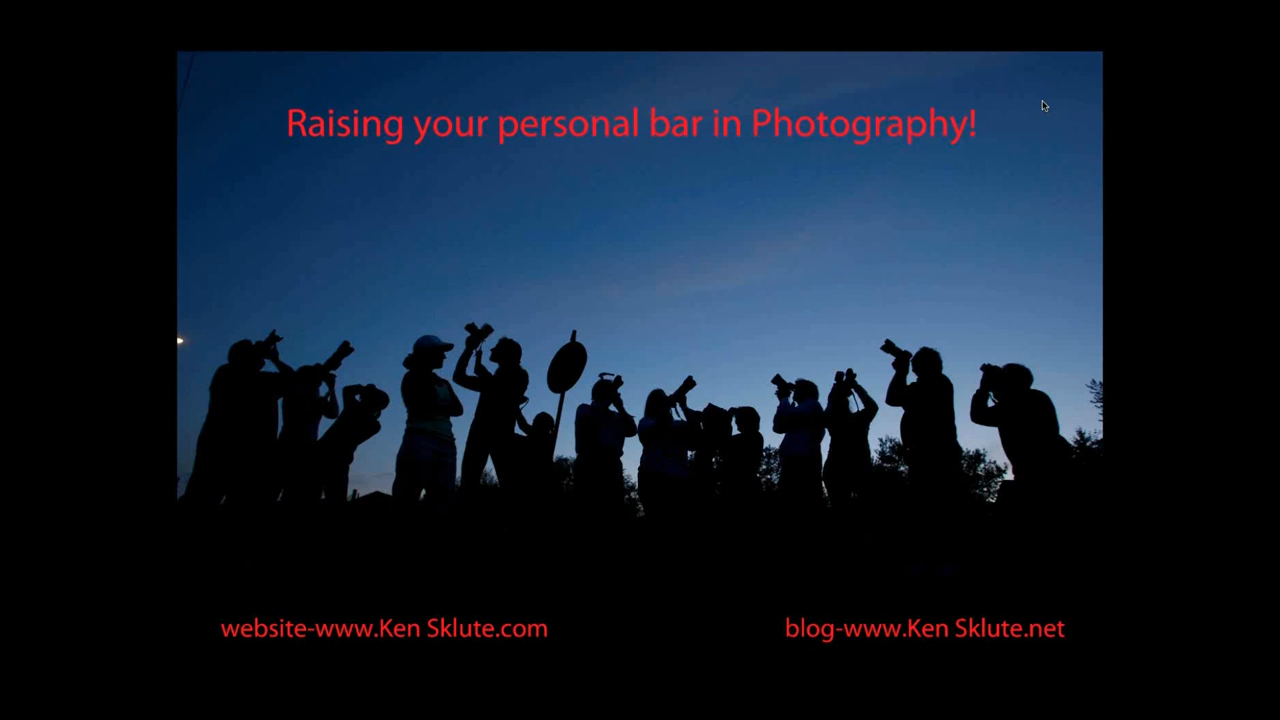 Raising your personal bar in Photography!
website-www.Ken Sklute.com
blog-www.Ken Sklute.net